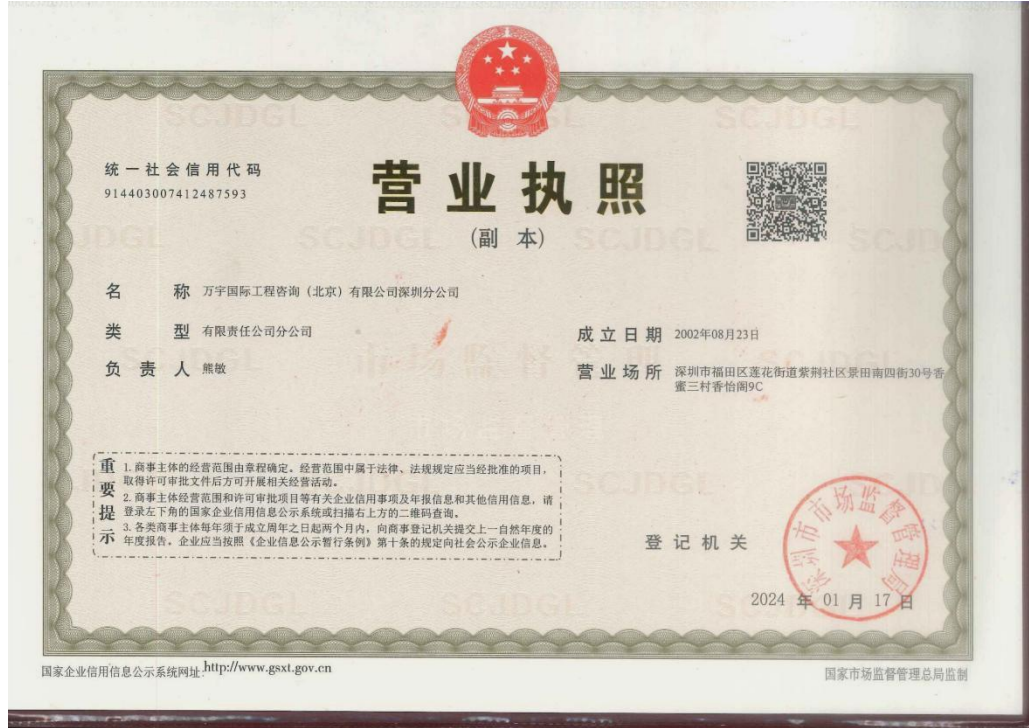 统一社会信用代码
914403007412487593
营业执照
(副 本)
名 称 万宇国际工程咨询（北京）有限公司深圳分公司
类 型 有限责任公司分公司
负 责 人 熊敏
成立日期 2002年08月23日
营业场所 深圳市福田区莲花街道紫荆社区景田南四街30号香
蜜三村香怡阁9C
重要提示
1. 商事主体的经营范围由章程确定。经营范围中属于法律、法规规定应当经批准的项目，
取得许可审批文件后方可开展相关经营活动。
2. 商事主体经营范围和许可审批项目等有关企业信用事项及年报信息和其他信用信息，请
登录左下角的国家企业信用信息公示系统或扫描右上方的二维码查询。
3. 各类商事主体每年须于成立周年之日起两个月内，向商事登记机关提交上一自然年度的
年度报告。企业应当按照《企业信息公示暂行条例》第十条的规定向社会公示企业信息。
登记机关
深圳市市场监督管理局
2024 年 01 月 17 日
国家企业信用信息公示系统网址:http://www.gsxt.gov.cn
国家市场监督管理总局监制
SCJDGL